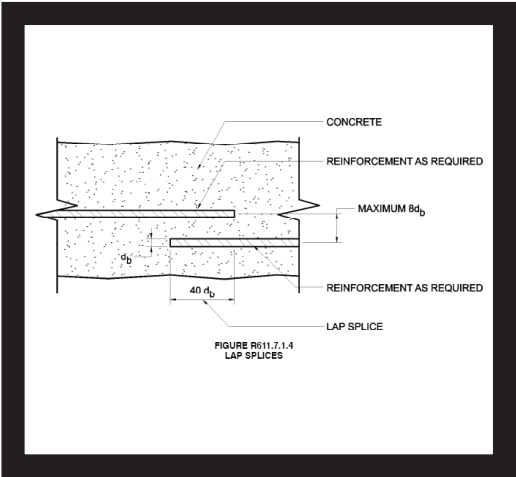 CONCRETE
REINFORCEMENT AS REQUIRED
MAXIMUM 8db
db
40 db
REINFORCEMENT AS REQUIRED
LAP SPLICE
FIGURE R611.7.1.4
LAP SPLICES